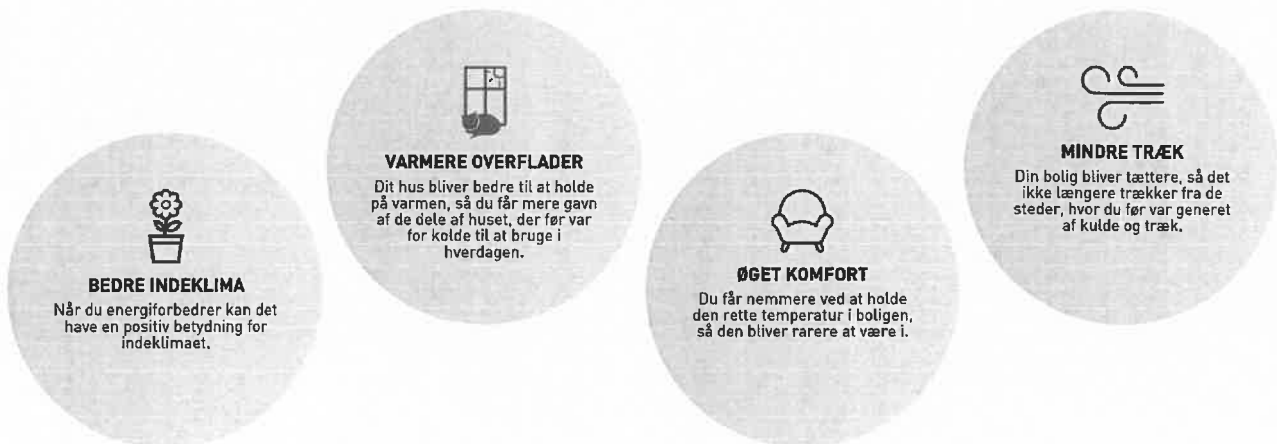 BEDRE INDEKLIMA
Når du energiforbedrer kan det
have en positiv betydning for
indeklimaet.
VARMERE OVERFLADER
Dit hus bliver bedre til at holde
på varmen, så du får mere gavn
af de dele af huset, der før var
for kolde til at bruge i
hverdagen.
ØGET KOMFORT
Du får nemmere ved at holde
den rette temperatur i boligen,
så den bliver rarere at være i.
MINDRE TRÆK
Din bolig bliver tættere, så det
ikke længere trækker fra de
steder, hvor du før var generet
af kulde og træk.